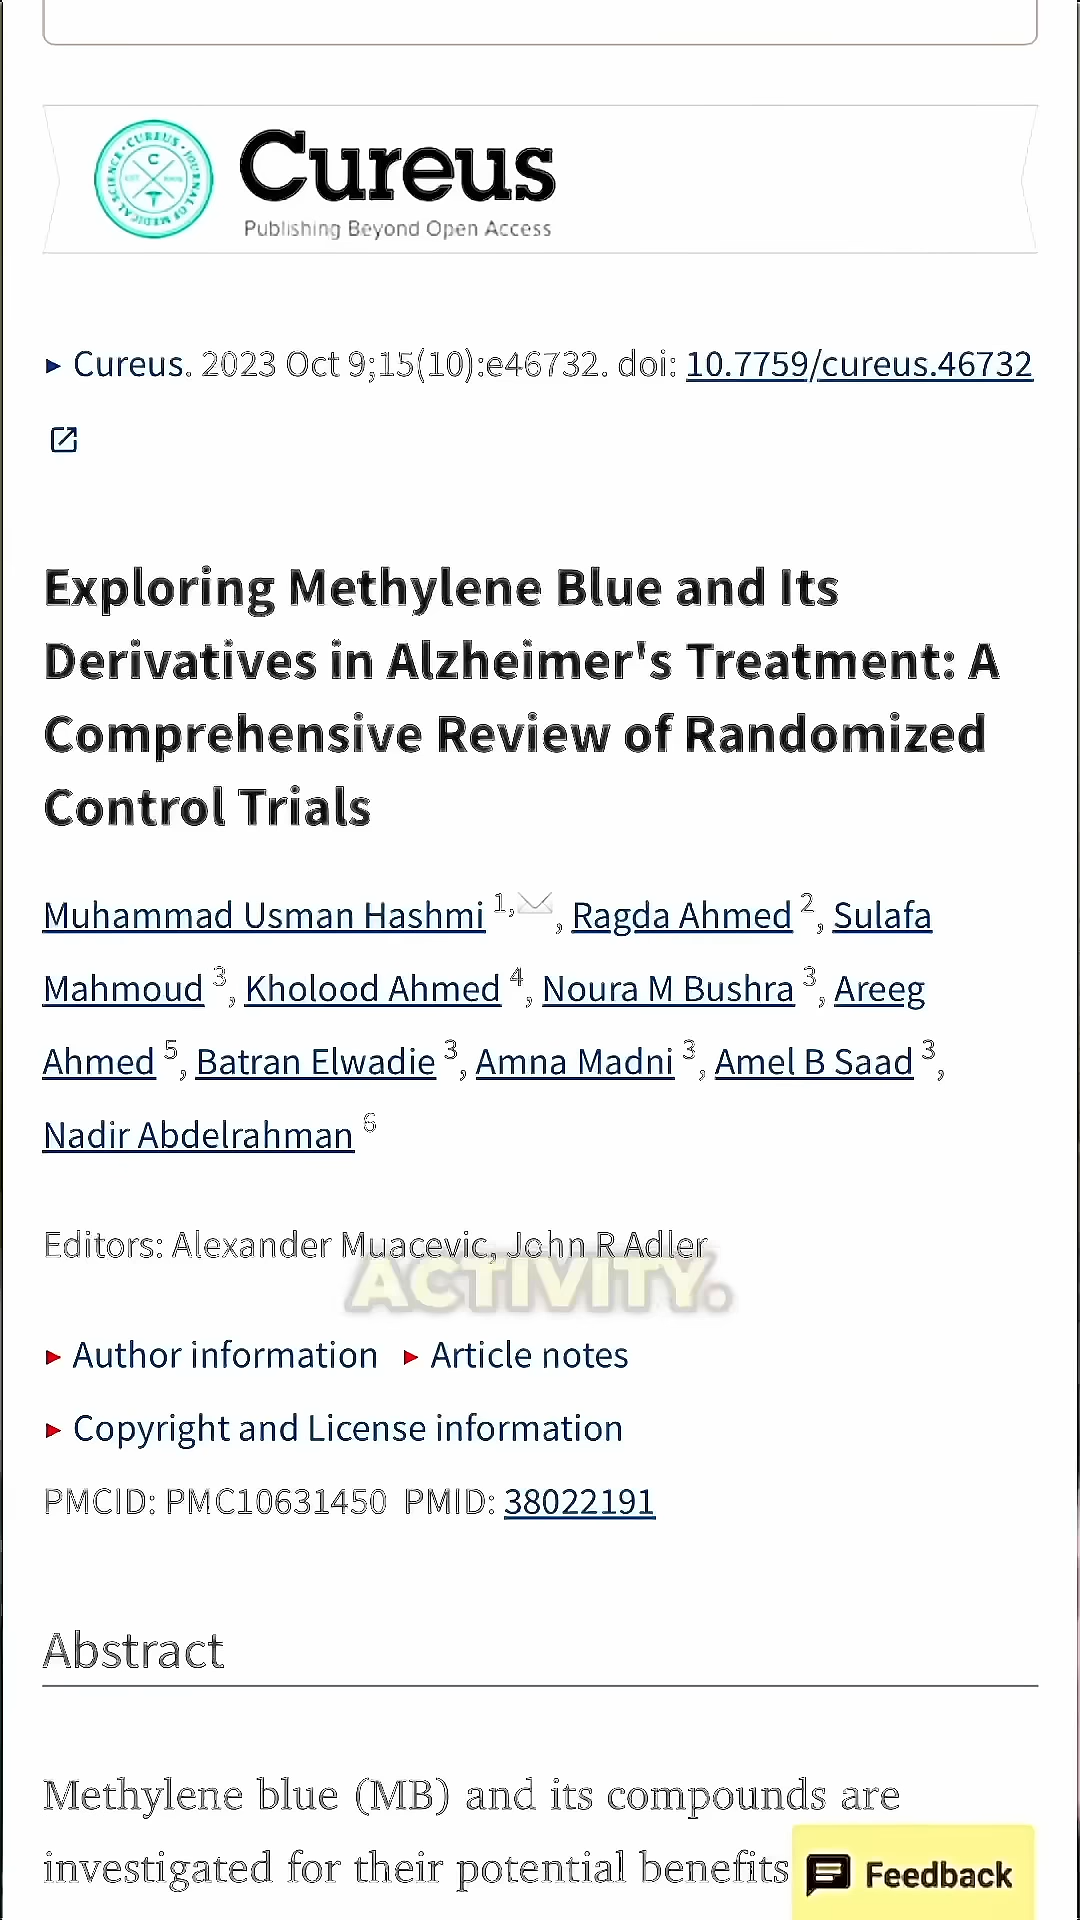 Cureus
Publishing Beyond Open Access
▸ Cureus. 2023 Oct 9;15(10):e46732. doi: 10.7759/cureus.46732
Exploring Methylene Blue and Its
Derivatives in Alzheimer's Treatment: A
Comprehensive Review of Randomized
Control Trials
Muhammad Usman Hashmi 1, , Ragda Ahmed 2, Sulafa
Mahmoud 3, Kholood Ahmed 4, Noura M Bushra 3, Areeg
Ahmed 5, Batran Elwadie 3, Amna Madni 3, Amel B Saad 3,
Nadir Abdelrahman 6
Editors: Alexander Muacevic, John R Adler
ACTIVITY.
▸ Author information ▸ Article notes
▸ Copyright and License information
PMCID: PMC10631450 PMID: 38022191
Abstract
Methylene blue (MB) and its compounds are
investigated for their potential benefits
Feedback